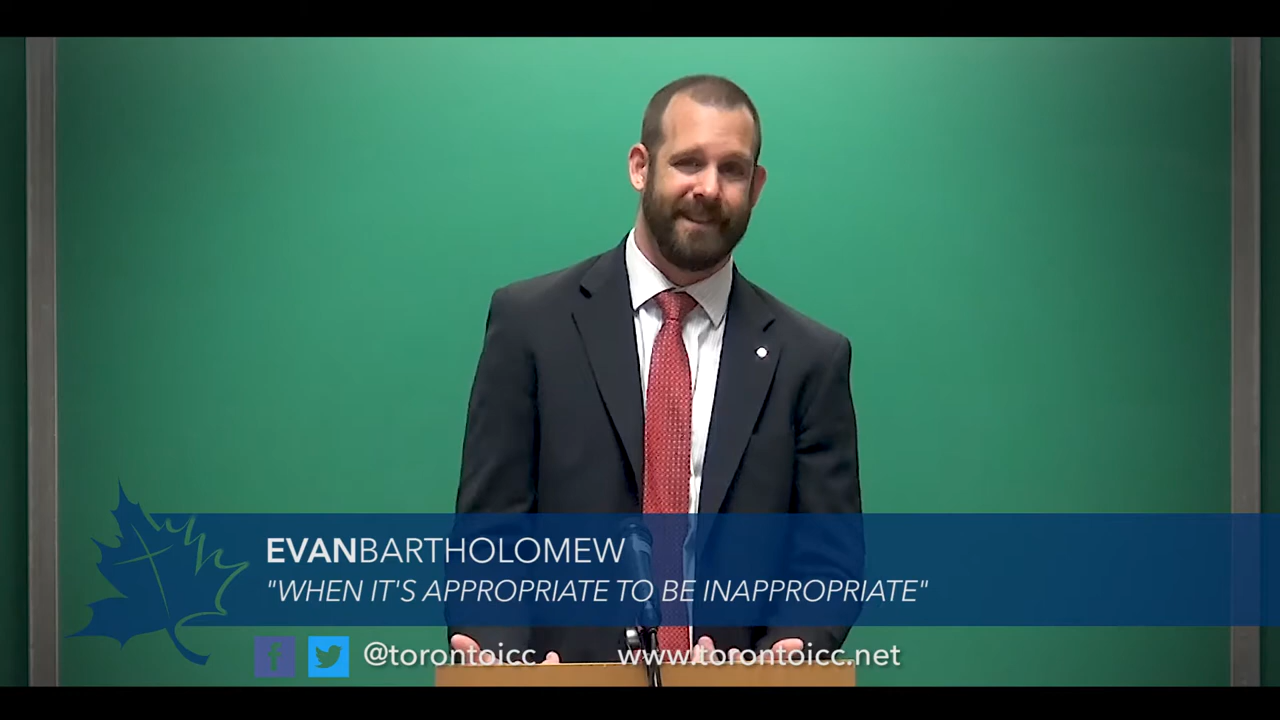 EVANBARTHOLOMEW
"WHEN IT'S APPROPRIATE TO BE INAPPROPRIATE"
@torontoicc www.torontoicc.net